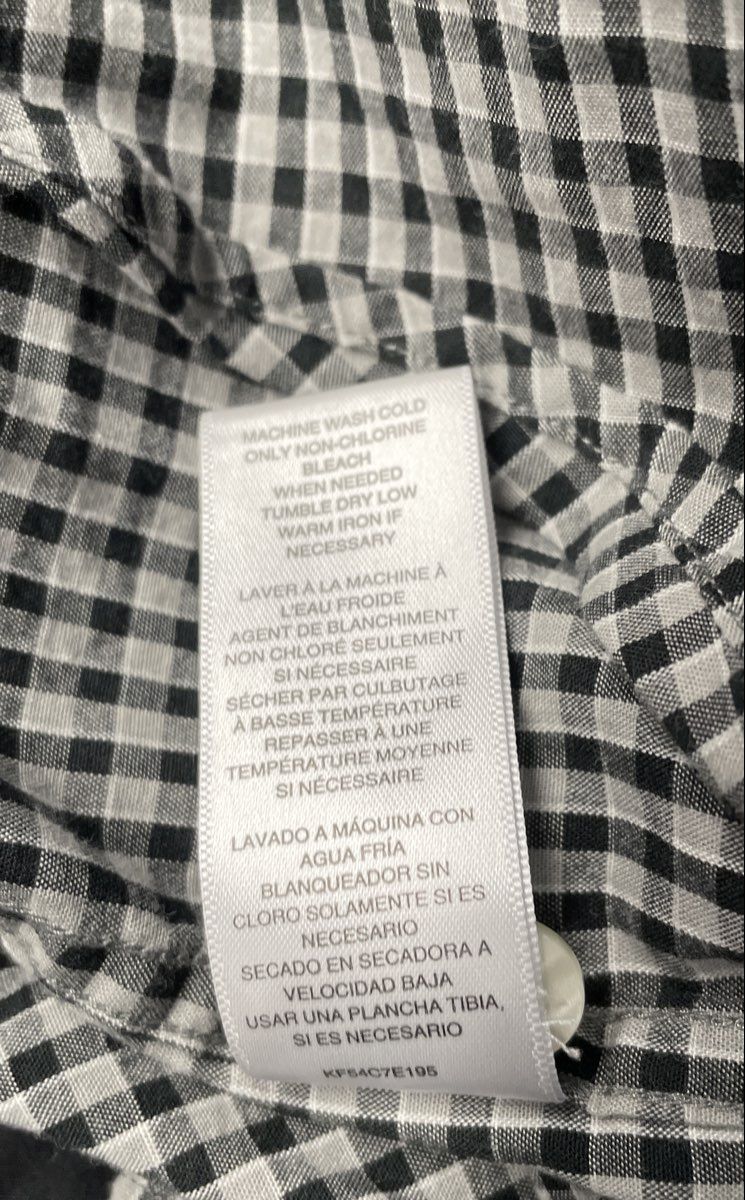 MACHINE WASH COLD
ONLY NON-CHLORINE
BLEACH
WHEN NEEDED
TUMBLE DRY LOW
WARM IRON IF
NECESSARY
LAVER À LA MACHINE À
L'EAU FROIDE
AGENT DE BLANCHIMENT
NON CHLORÉ SEULEMENT
SI NÉCESSAIRE
SÉCHER PAR CULBUTAGE
À BASSE TEMPÉRATURE
REPASSER À UNE
TEMPÉRATURE MOYENNE
SI NÉCESSAIRE
LAVADO A MÁQUINA CON
AGUA FRÍA
BLANQUEADOR SIN
CLORO SOLAMENTE SI ES
NECESARIO
SECADO EN SECADORA A
VELOCIDAD BAJA
USAR UNA PLANCHA TIBIA,
SI ES NECESARIO
KF54C7E195